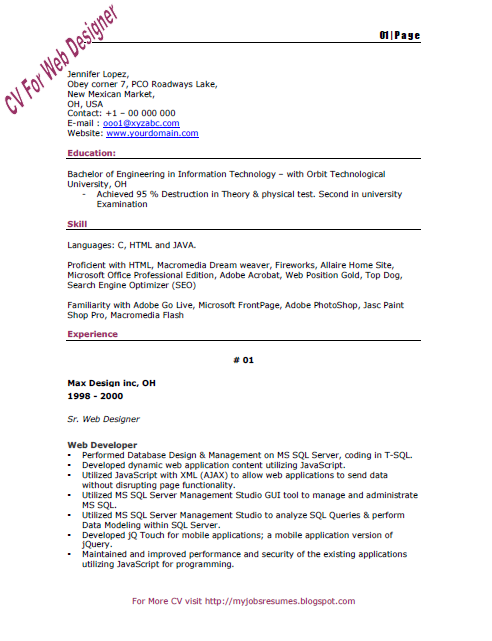 CV For Web Designer
01|Page
Jennifer Lopez,
Obey corner 7, PCO Roadways Lake,
New Mexican Market,
OH, USA
Contact: +1 – 00 000 000
E-mail : ooo1@xyzabc.com
Website: www.yourdomain.com
Education:
Bachelor of Engineering in Information Technology – with Orbit Technological
University, OH
- Achieved 95 % Destruction in Theory & physical test. Second in university
Examination
Skill
Languages: C, HTML and JAVA.
Proficient with HTML, Macromedia Dream weaver, Fireworks, Allaire Home Site,
Microsoft Office Professional Edition, Adobe Acrobat, Web Position Gold, Top Dog,
Search Engine Optimizer (SEO)
Familiarity with Adobe Go Live, Microsoft FrontPage, Adobe PhotoShop, Jasc Paint
Shop Pro, Macromedia Flash
Experience
# 01
Max Design inc, OH
1998 - 2000
Sr. Web Designer
Web Developer
• Performed Database Design & Management on MS SQL Server, coding in T-SQL.
• Developed dynamic web application content utilizing JavaScript.
• Utilized JavaScript with XML (AJAX) to allow web applications to send data
without disrupting page functionality.
• Utilized MS SQL Server Management Studio GUI tool to manage and administrate
MS SQL.
• Utilized MS SQL Server Management Studio to analyze SQL Queries & perform
Data Modeling within SQL Server.
• Developed jQ Touch for mobile applications; a mobile application version of
jQuery.
• Maintained and improved performance and security of the existing applications
utilizing JavaScript for programming.
For More CV visit http://myjobsresumes.blogspot.com